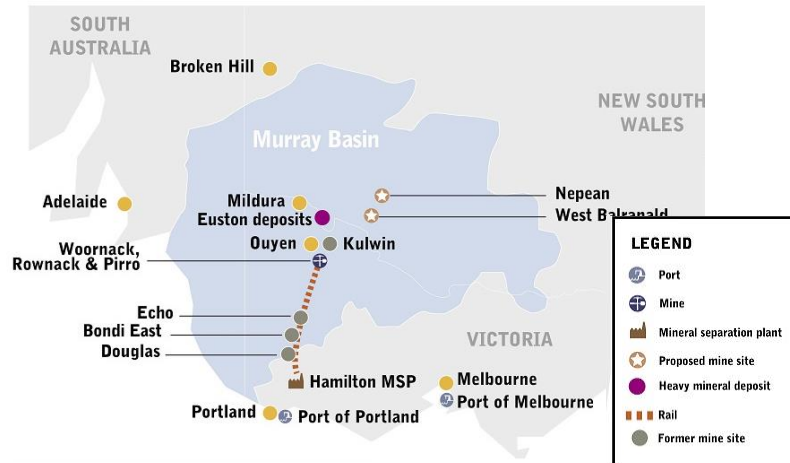 SOUTH
AUSTRALIA
Broken Hill
NEW SOUTH
WALES
Murray Basin
Nepean
Adelaide
Mildura
Euston deposits
West Balranald
Ouyen
Kulwin
Woornack,
Rownack & Pirro
LEGEND
Port
Mine
Mineral separation plant
Proposed mine site
Heavy mineral deposit
Rail
Former mine site
Echo
Bondi East
Douglas
VICTORIA
Hamilton MSP
Melbourne
Port of Melbourne
Portland
Port of Portland